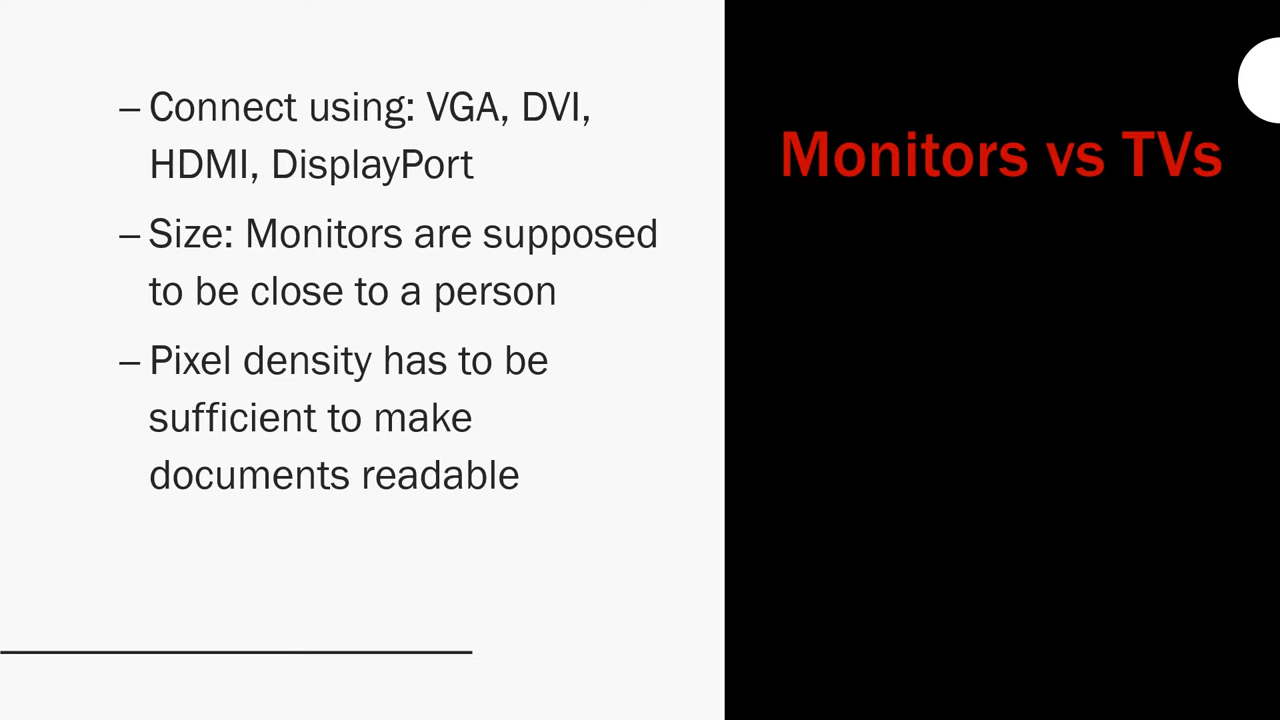 – Connect using: VGA, DVI,
HDMI, DisplayPort
– Size: Monitors are supposed
to be close to a person
– Pixel density has to be
sufficient to make
documents readable
Monitors vs TVs